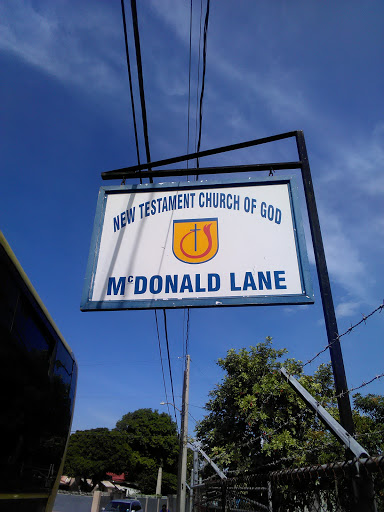 NEW TESTAMENT CHURCH OF GOD
McDONALD LANE